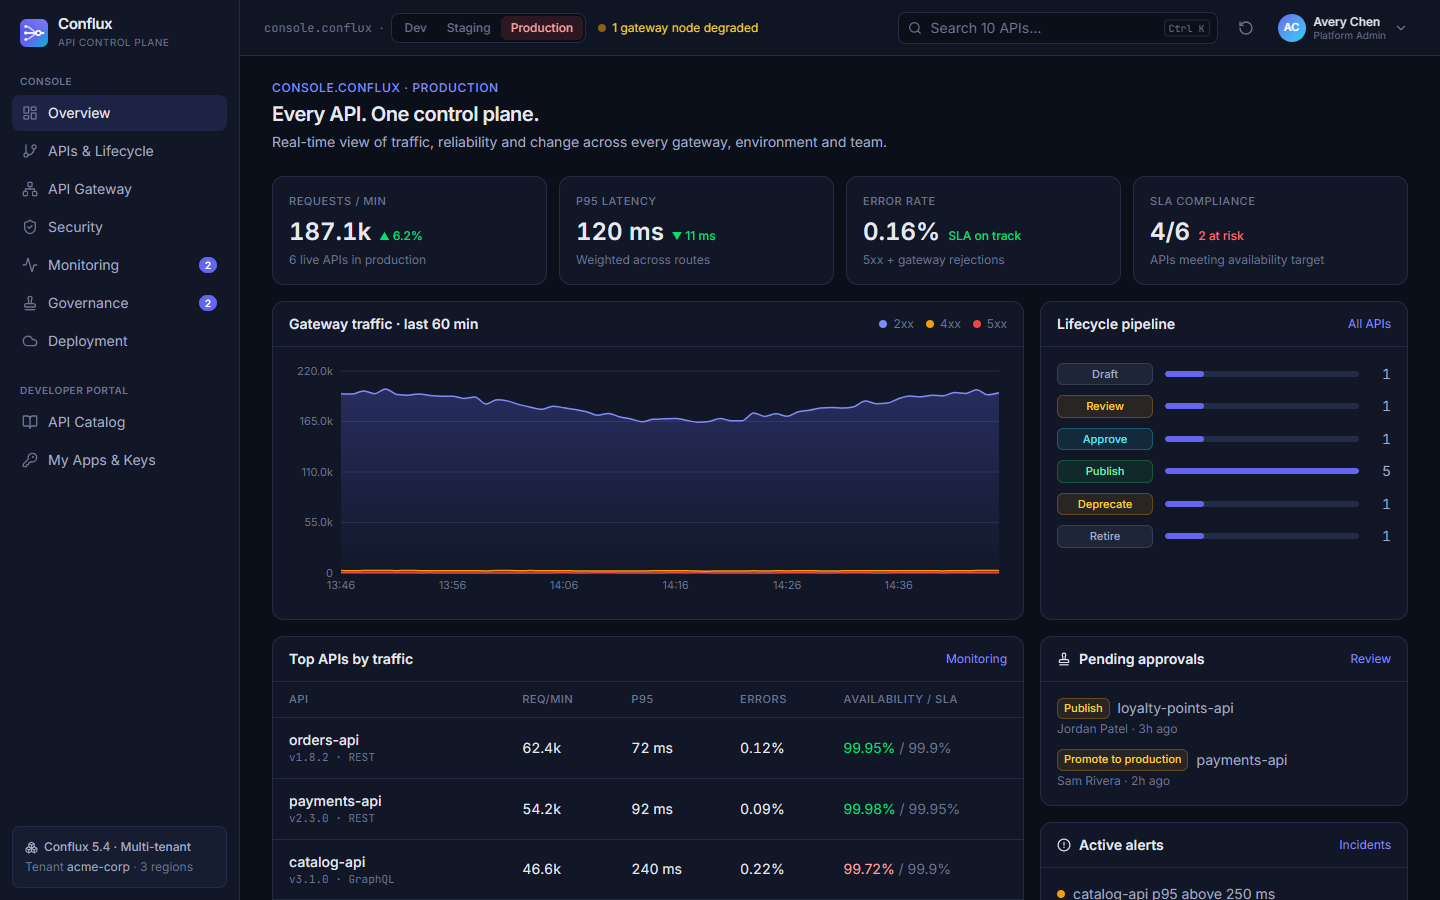 Conflux
API CONTROL PLANE
CONSOLE
Overview
APIs & Lifecycle
API Gateway
Security
Monitoring 2
Governance 2
Deployment
DEVELOPER PORTAL
API Catalog
My Apps & Keys
Conflux 5.4 · Multi-tenant
Tenant acme-corp · 3 regions
console.conflux · Dev Staging Production 1 gateway node degraded
Search 10 APIs... Ctrl K
AC Avery Chen
Platform Admin
CONSOLE.CONFLUX · PRODUCTION
Every API. One control plane.
Real-time view of traffic, reliability and change across every gateway, environment and team.
REQUESTS / MIN
187.1k ▲ 6.2%
6 live APIs in production
P95 LATENCY
120 ms ▼ 11 ms
Weighted across routes
ERROR RATE
0.16% SLA on track
5xx + gateway rejections
SLA COMPLIANCE
4/6 2 at risk
APIs meeting availability target
Gateway traffic · last 60 min
2xx 4xx 5xx
220.0k
165.0k
110.0k
55.0k
0
13:46 13:56 14:06 14:16 14:26 14:36
Lifecycle pipeline All APIs
Draft 1
Review 1
Approve 1
Publish 5
Deprecate 1
Retire 1
Top APIs by traffic Monitoring
API REQ/MIN P95 ERRORS AVAILABILITY / SLA
orders-api 62.4k 72 ms 0.12% 99.95% / 99.9%
v1.8.2 · REST
payments-api 54.2k 92 ms 0.09% 99.98% / 99.95%
v2.3.0 · REST
catalog-api 46.6k 240 ms 0.22% 99.72% / 99.9%
v3.1.0 · GraphQL
Pending approvals Review
Publish loyalty-points-api
Jordan Patel · 3h ago
Promote to production payments-api
Sam Rivera · 2h ago
Active alerts Incidents
catalog-api p95 above 250 ms